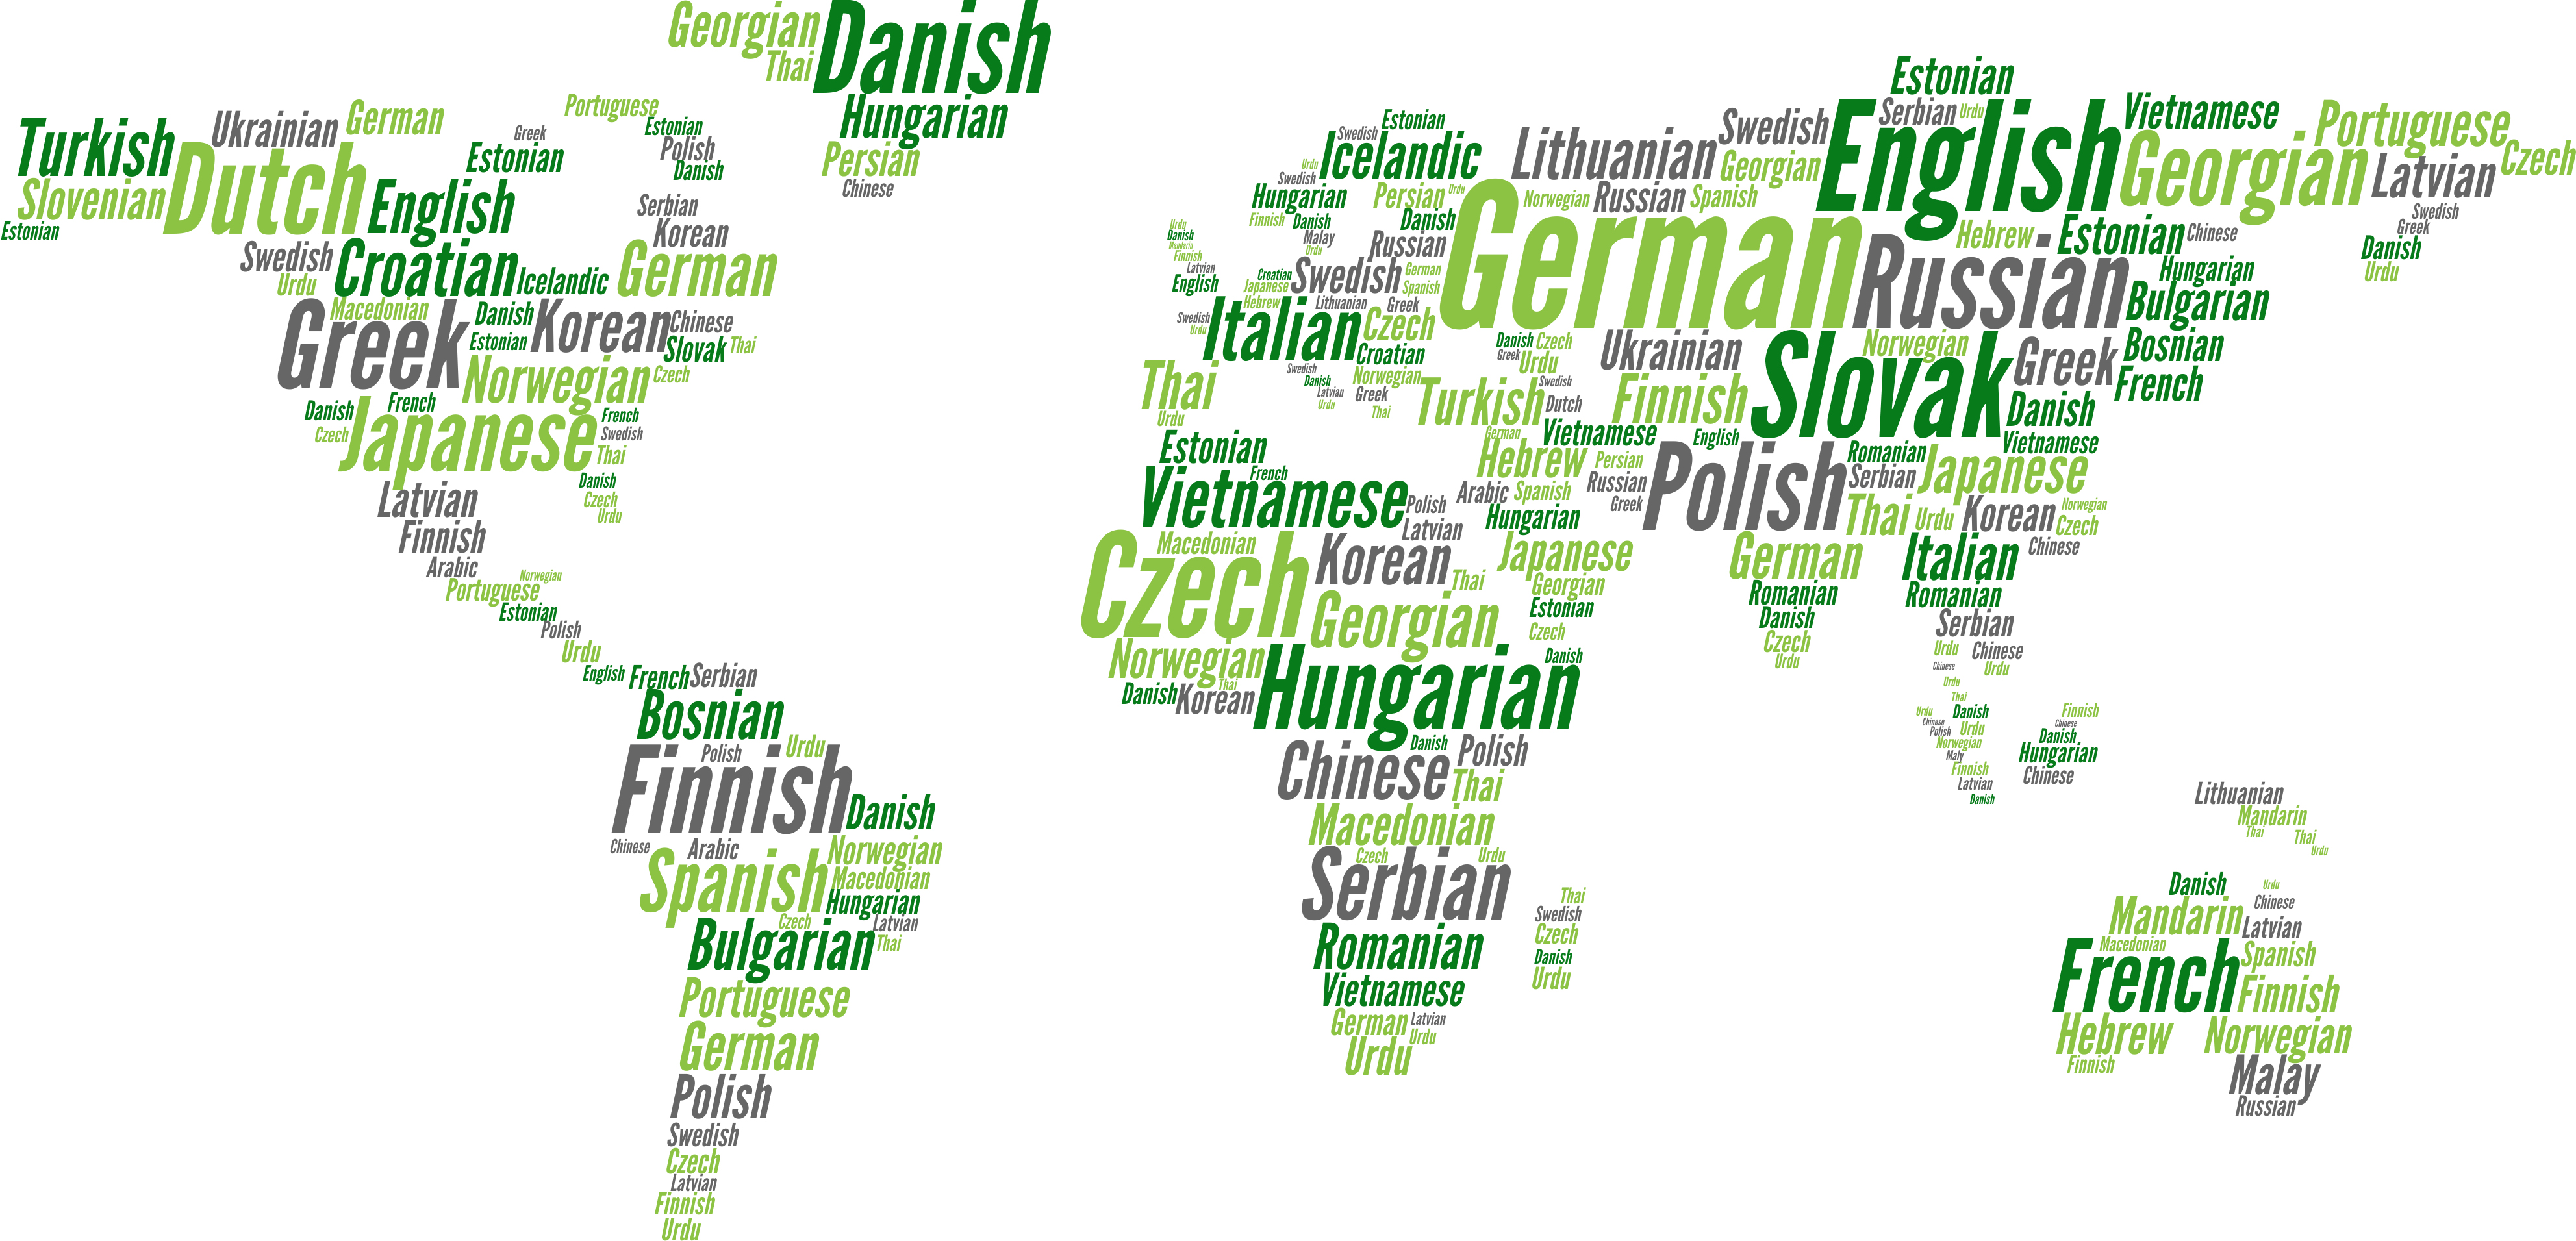 Georgian
Thai
Danish
Hungarian
Persian
Chinese
Turkish
Ukrainian
German
Slovenian
Dutch
Estonian
English
Portuguese
Greek
Estonian
Estonian
Polish
Danish
Serbian
Korean
Swedish
Urdu
Croatian
Icelandic
German
Macedonian
Greek
Danish
Korean
Chinese
Estonian
Slovak
Thai
Norwegian
Czech
Danish
French
Czech
Japanese
French
Swedish
Thai
Danish
Czech
Urdu
Latvian
Finnish
Arabic
Norwegian
Portuguese
Estonian
Polish
Urdu
English
French
Serbian
Bosnian
Polish
Urdu
Finnish
Danish
Chinese
Arabic
Norwegian
Spanish
Macedonian
Hungarian
Czech
Latvian
Bulgarian
Thai
Portuguese
German
Polish
Swedish
Czech
Latvian
Finnish
Urdu
Estonian
Swedish
Icelandic
Urdu
Swedish
Hungarian
Persian
Urdu
Finnish
Danish
Danish
Malay
Urdu
Russian
Urdu
Danish
Mandarin
Finnish
Latvian
English
Croatian
Japanese
Hebrew
Swedish
German
Spanish
Lithuanian
Greek
Swedish
Urdu
Italian
Czech
Croatian
Swedish
Danish
Norwegian
Latvian
Urdu
Greek
Thai
Thai
Urdu
Lithuanian
Swedish
Georgian
Norwegian
Russian
Spanish
German
Estonian
Serbian
Urdu
English
Vietnamese
Georgian
Portuguese
Czech
Latvian
Swedish
Greek
Danish
Urdu
Hebrew
Estonian
Chinese
Russian
Hungarian
Bulgarian
Danish
Czech
Greek
Urdu
Ukrainian
Slovak
Norwegian
Greek
Bosnian
French
Turkish
Swedish
Dutch
Finnish
Danish
German
Vietnamese
English
Romanian
Vietnamese
Hebrew
Persian
Polish
Serbian
Japanese
Arabic
Spanish
Russian
Greek
Hungarian
Thai
Urdu
Korean
Norwegian
Czech
German
Italian
Chinese
Romanian
Danish
Czech
Urdu
Romanian
Serbian
Urdu
Chinese
Chinese
Urdu
Urdu
Thai
Urdu
Danish
Chinese
Polish
Urdu
Norwegian
Maly
Finnish
Latvian
Danish
Finnish
Chinese
Danish
Hungarian
Chinese
Estonian
French
Vietnamese
Polish
Latvian
Macedonian
Czech
Korean
Thai
Japanese
Georgian
Georgian
Estonian
Czech
Norwegian
Danish
Thai
Hungarian
Danish
Korean
Chinese
Danish
Polish
Thai
Macedonian
Czech
Urdu
Serbian
Romanian
Vietnamese
German
Latvian
Urdu
Urdu
Thai
Swedish
Czech
Danish
Urdu
Lithuanian
Mandarin
Thai
Thai
Urdu
Danish
Urdu
Chinese
Mandarin
Latvian
Macedonian
French
Spanish
Finnish
Hebrew
Norwegian
Finnish
Malay
Russian